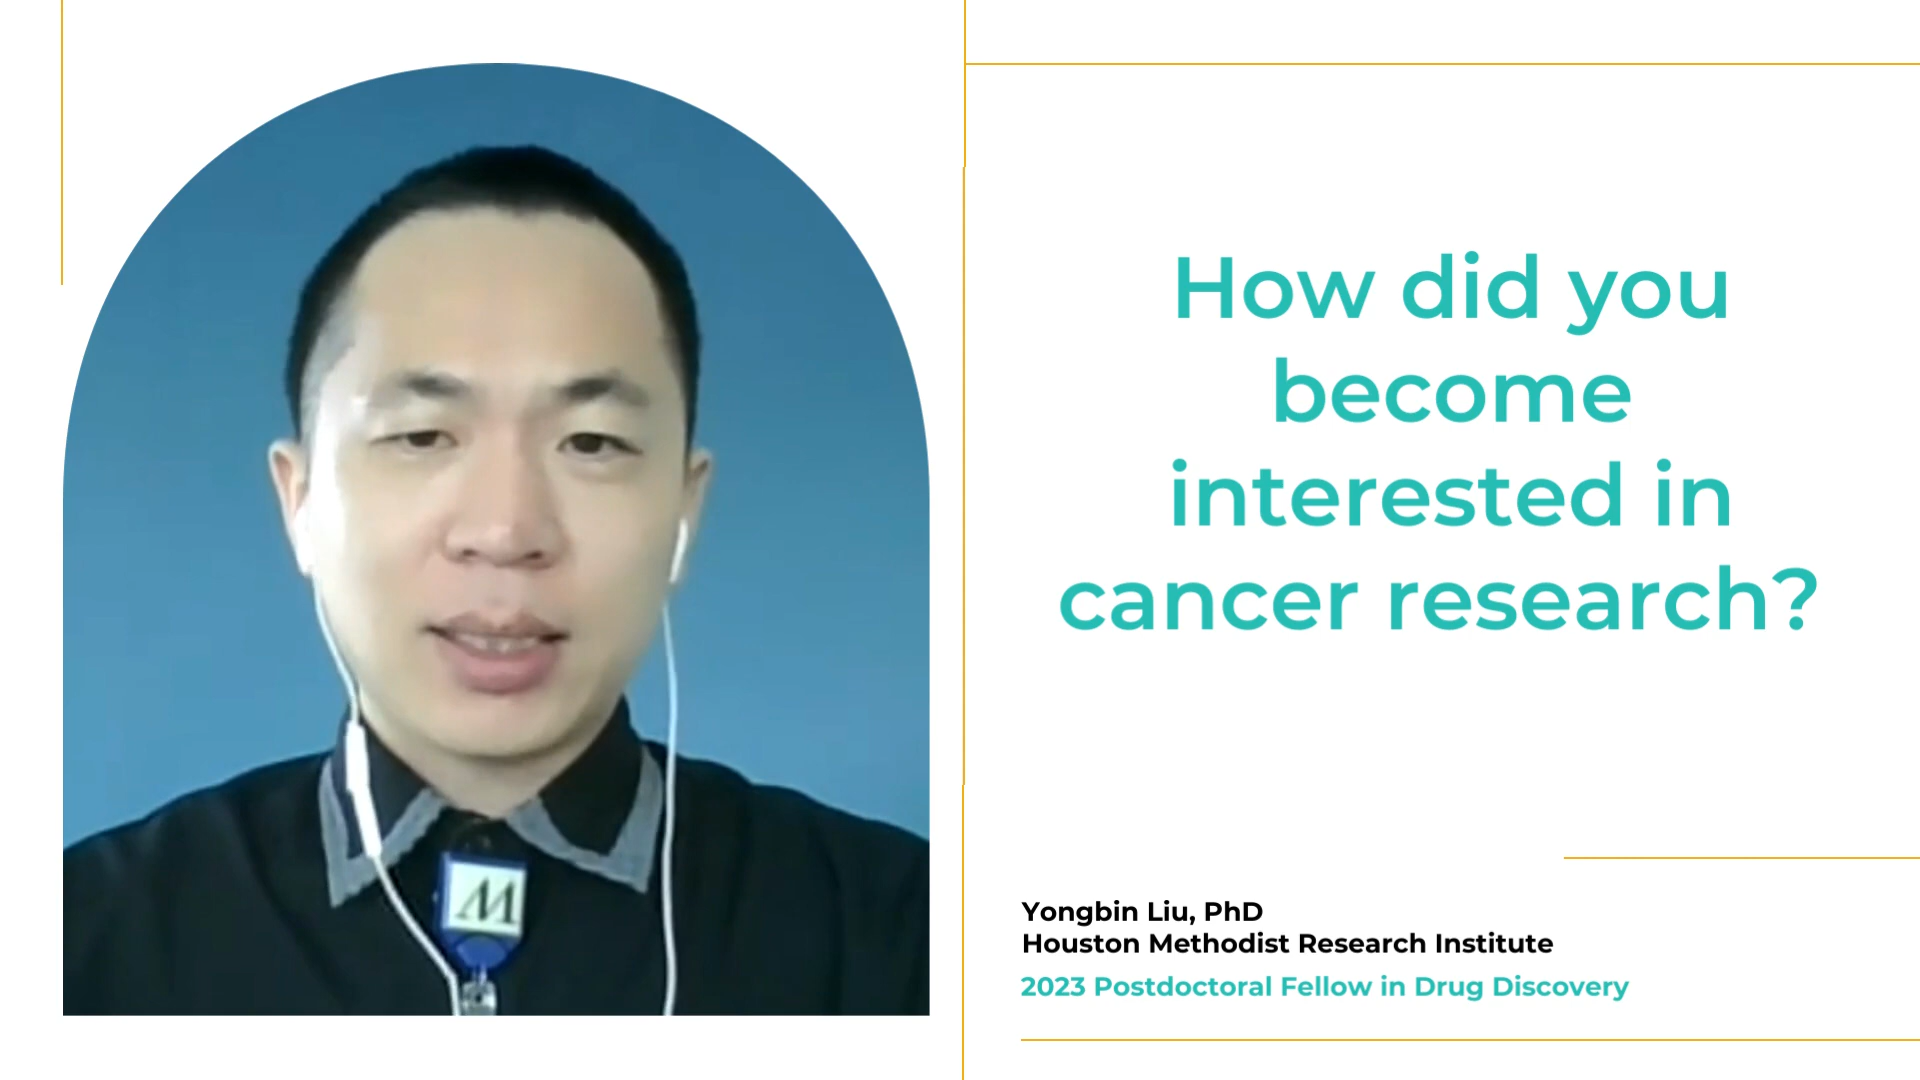 How did you
become
interested in
cancer research?
Yongbin Liu, PhD
Houston Methodist Research Institute
2023 Postdoctoral Fellow in Drug Discovery
M